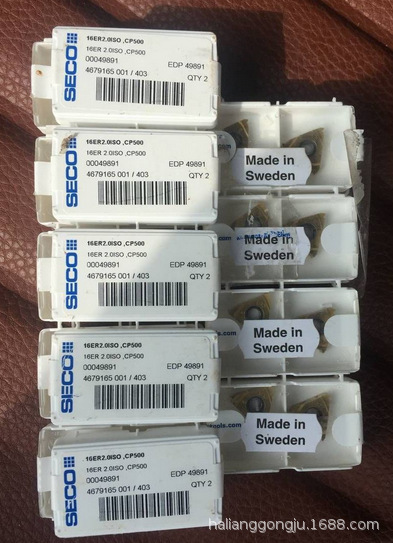 SECO
16ER2.0ISO ,CP500
16ER 2.0ISO ,CP500
00049891 EDP 49891
4679165 001 / 403 QTY 2
SECO
16ER2.0ISO ,CP500
16ER 2.0ISO ,CP500
00049891 EDP 49891
4679165 001 / 403 QTY 2
Made in
Sweden
SECO
16ER2.0ISO ,CP500
16ER 2.0ISO ,CP500
00049891 EDP 49891
4679165 001 / 403 QTY 2
Made in
Sweden
SECO
16ER2.0ISO ,CP500
16ER 2.0ISO ,CP500
00049891 EDP 49891
4679165 001 / 403 QTY 2
s.com
Made in
Sweden
SECO
16ER2.0ISO ,CP500
16ER 2.0ISO ,CP500
00049891 EDP 49891
4679165 001 / 403 QTY 2
ools.com
Made in
Sweden
halianggongju.1688.com